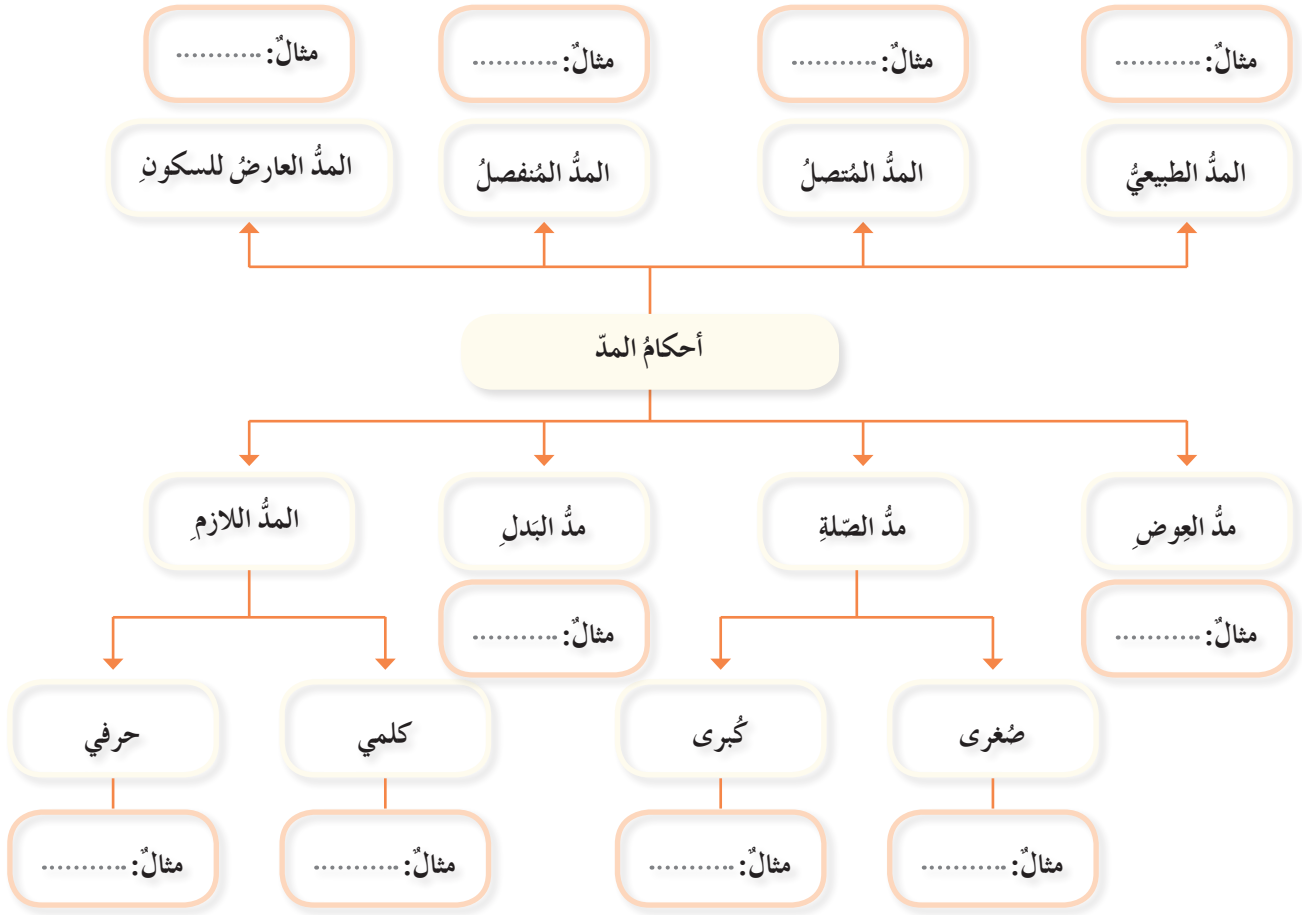 مثالٌ: ...........
مثالٌ: ...........
مثالٌ: ...........
مثالٌ: ...........
المدُّ الطبيعيُّ
المدُّ المُتصلُ
المدُّ المُنفصلُ
المدُّ العارضُ للسكونِ
أحكامُ المدّ
مدُّ العِوضِ
مدُّ الصّلةِ
مدُّ البَدلِ
المدُّ اللازمِ
مثالٌ: ...........
مثالٌ: ...........
صُغرى
كُبرى
كلمي
حرفي
مثالٌ: ...........
مثالٌ: ...........
مثالٌ: ...........
مثالٌ: ...........